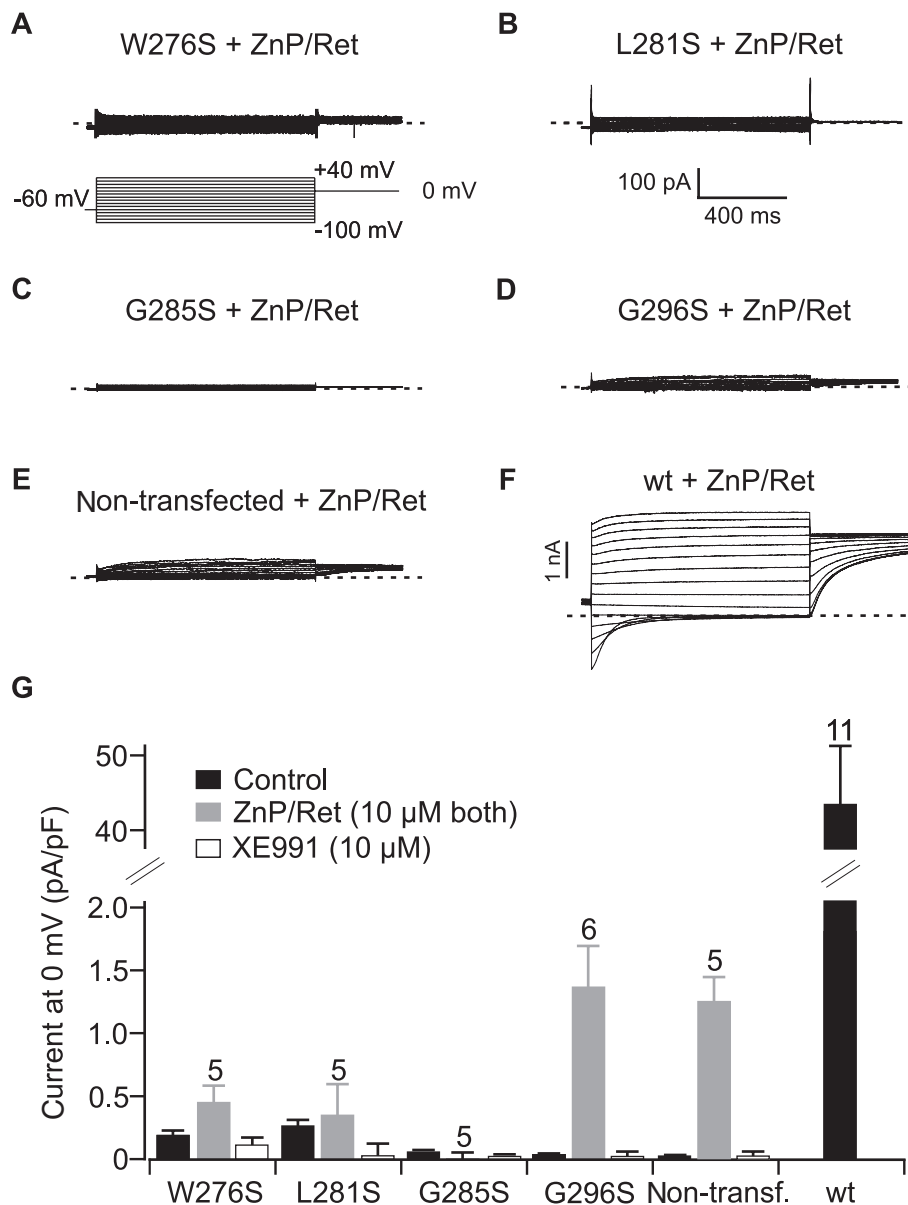 A
W276S + ZnP/Ret
+40 mV
-60 mV
0 mV
-100 mV
B
L281S + ZnP/Ret
100 pA
400 ms
C
G285S + ZnP/Ret
D
G296S + ZnP/Ret
E
Non-transfected + ZnP/Ret
F
wt + ZnP/Ret
1 nA
G
Current at 0 mV (pA/pF)
50
40
2.0
1.5
1.0
0.5
0
Control
ZnP/Ret (10 µM both)
XE991 (10 µM)
5
5
5
6
5
11
W276S
L281S
G285S
G296S
Non-transf.
wt